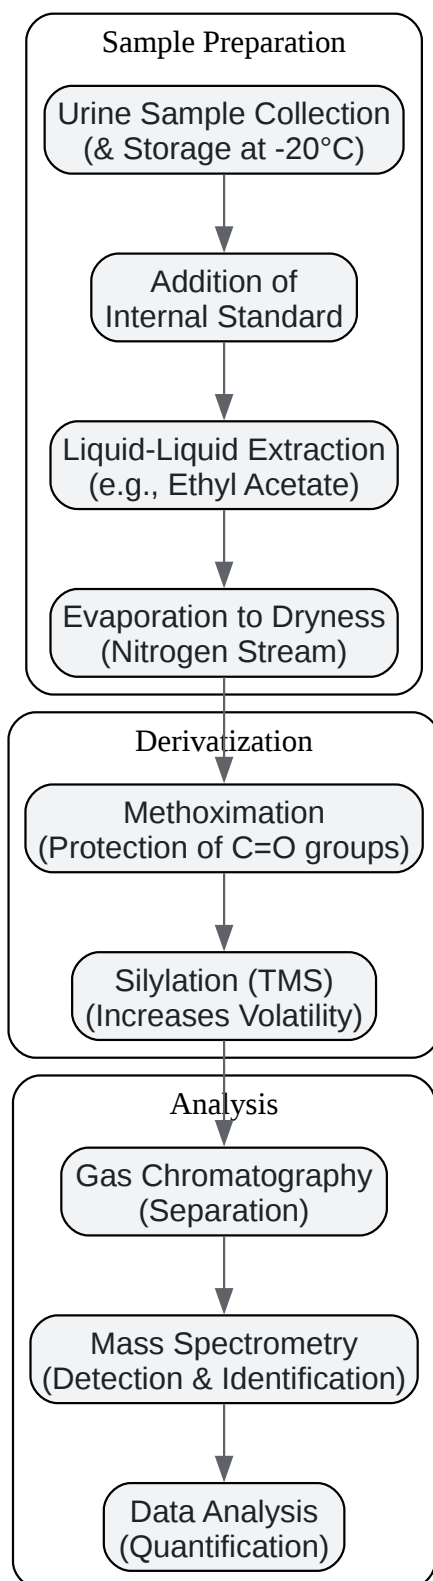 Sample Preparation
Urine Sample Collection
(& Storage at -20°C)
Addition of
Internal Standard
Liquid-Liquid Extraction
(e.g., Ethyl Acetate)
Evaporation to Dryness
(Nitrogen Stream)
Derivatization
Methoximation
(Protection of C=O groups)
Silylation (TMS)
(Increases Volatility)
Analysis
Gas Chromatography
(Separation)
Mass Spectrometry
(Detection & Identification)
Data Analysis
(Quantification)